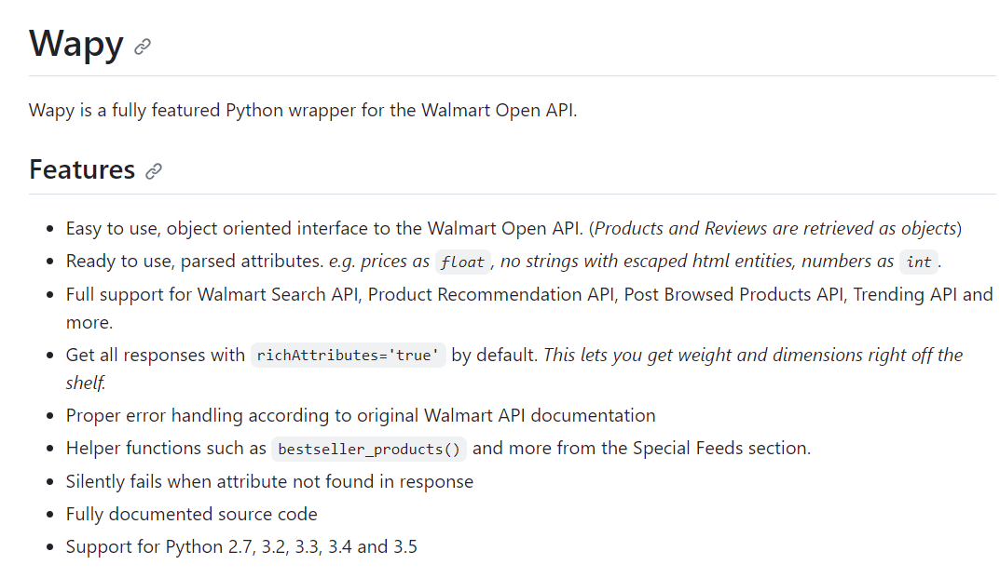 Wapy
Wapy is a fully featured Python wrapper for the Walmart Open API.
Features
Easy to use, object oriented interface to the Walmart Open API. (Products and Reviews are retrieved as objects)
Ready to use, parsed attributes. e.g. prices as float, no strings with escaped html entities, numbers as int.
Full support for Walmart Search API, Product Recommendation API, Post Browsed Products API, Trending API and
more.
Get all responses with richAttributes='true' by default. This lets you get weight and dimensions right off the
shelf.
Proper error handling according to original Walmart API documentation
Helper functions such as bestseller_products() and more from the Special Feeds section.
Silently fails when attribute not found in response
Fully documented source code
Support for Python 2.7, 3.2, 3.3, 3.4 and 3.5